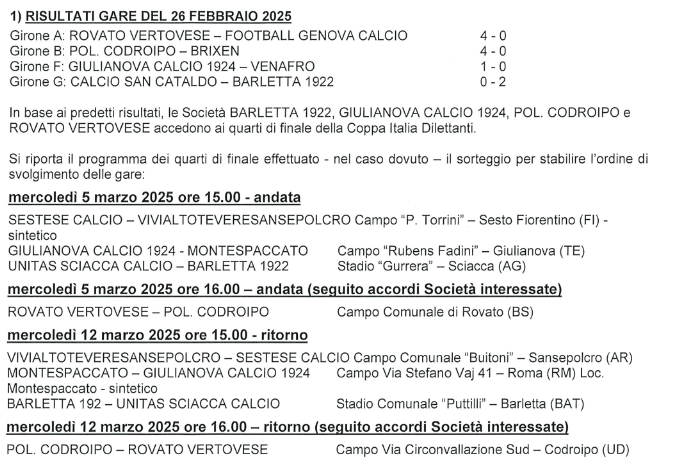 1) RISULTATI GARE DEL 26 FEBBRAIO 2025
Girone A: ROVATO VERTOVESE – FOOTBALL GENOVA CALCIO 4 - 0
Girone B: POL. CODROIPO – BRIXEN 4 - 0
Girone F: GIULIANOVA CALCIO 1924 – VENAFRO 1 - 0
Girone G: CALCIO SAN CATALDO – BARLETTA 1922 0 - 2
In base ai predetti risultati, le Società BARLETTA 1922, GIULIANOVA CALCIO 1924, POL. CODROIPO e
ROVATO VERTOVESE accedono ai quarti di finale della Coppa Italia Dilettanti.
Si riporta il programma dei quarti di finale effettuato - nel caso dovuto – il sorteggio per stabilire l'ordine di
svolgimento delle gare:
mercoledì 5 marzo 2025 ore 15.00 - andata
SESTESE CALCIO – VIVIALTOTEVERESANSEPOLCRO Campo "P. Torrini" – Sesto Fiorentino (FI) -
sintetico
GIULIANOVA CALCIO 1924 - MONTESPACCATO Campo "Rubens Fadini" – Giulianova (TE)
UNITAS SCIACCA CALCIO – BARLETTA 1922 Stadio "Gurrera" – Sciacca (AG)
mercoledì 5 marzo 2025 ore 16.00 – andata (seguito accordi Società interessate)
ROVATO VERTOVESE – POL. CODROIPO Campo Comunale di Rovato (BS)
mercoledì 12 marzo 2025 ore 15.00 - ritorno
VIVIALTOTEVERESANSEPOLCRO – SESTESE CALCIO Campo Comunale "Buitoni" – Sansepolcro (AR)
MONTESPACCATO – GIULIANOVA CALCIO 1924 Campo Via Stefano Vaj 41 – Roma (RM) Loc.
Montespaccato - sintetico
BARLETTA 192 – UNITAS SCIACCA CALCIO Stadio Comunale "Puttilli" – Barletta (BAT)
mercoledì 12 marzo 2025 ore 16.00 – ritorno (seguito accordi Società interessate)
POL. CODROIPO – ROVATO VERTOVESE Campo Via Circonvallazione Sud – Codroipo (UD)